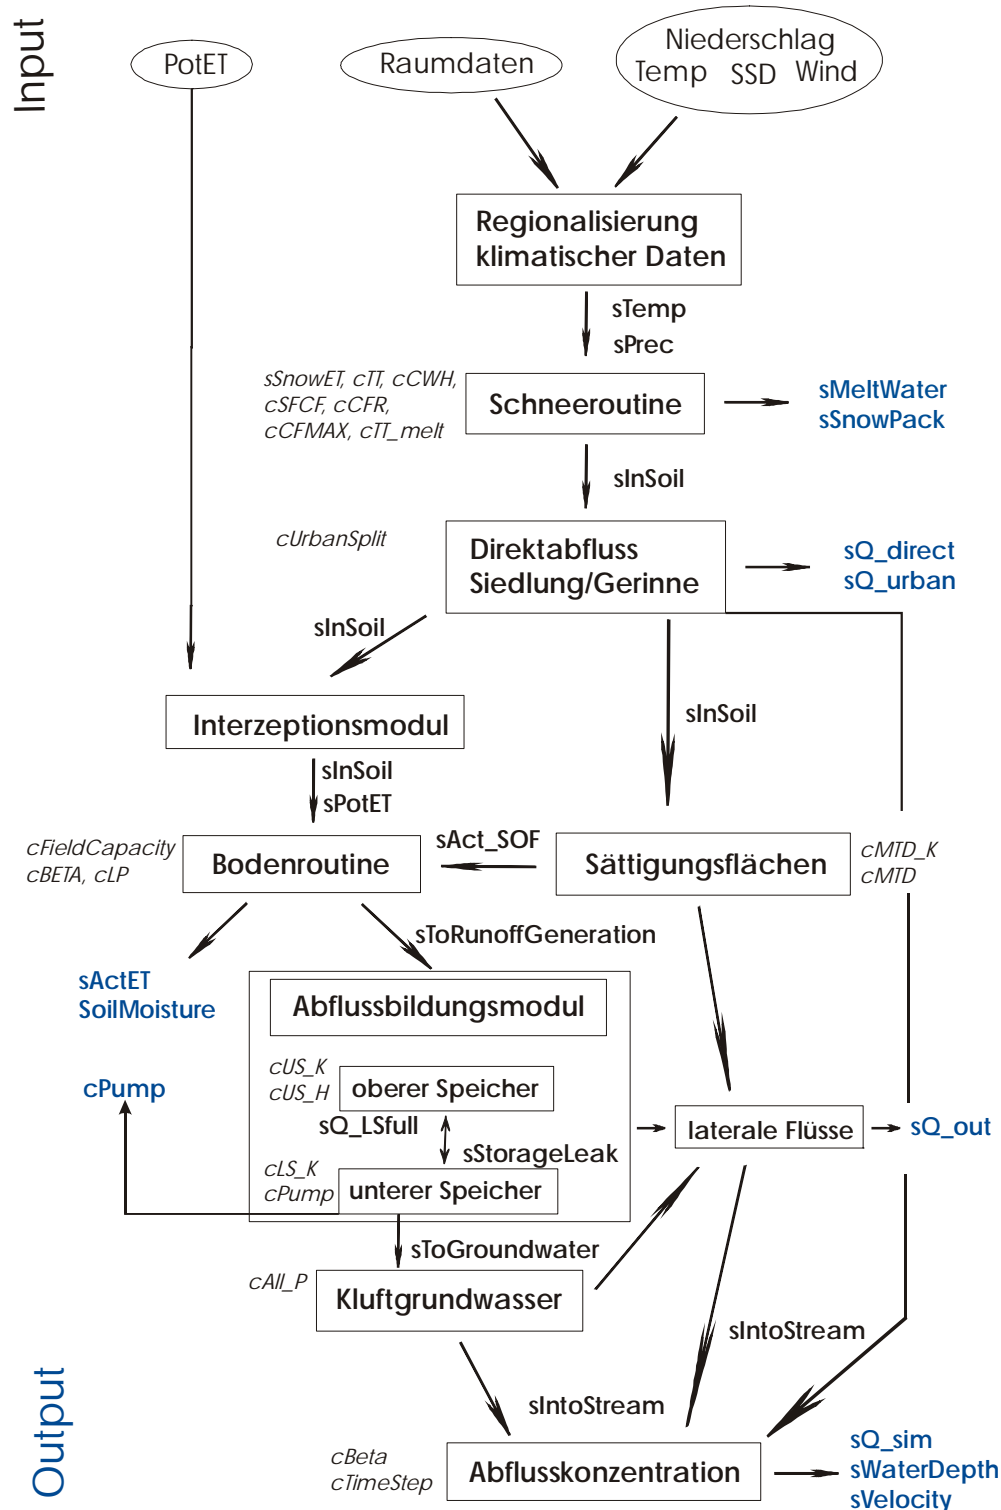 Input
PotET
Raumdaten
Niederschlag
Temp SSD Wind
Regionalisierung
klimatischer Daten
sTemp
sPrec
sSnowET, cTT, cCWH,
cSFCF, cCFR,
cCFMAX, cTT_melt
Schneeroutine
sMeltWater
sSnowPack
sInSoil
cUrbanSplit
Direktabfluss
Siedlung/Gerinne
sQ_direct
sQ_urban
sInSoil
sInSoil
Interzeptionsmodul
sInSoil
sPotET
cFieldCapacity
cBETA, cLP
Bodenroutine
sAct_SOF
Sättigungsflächen
cMTD_K
cMTD
sToRunoffGeneration
sActET
SoilMoisture
Abflussbildungsmodul
cPump
cUS_K
cUS_H
oberer Speicher
sQ_LSfull
sStorageLeak
cLS_K
cPump
unterer Speicher
laterale Flüsse
sQ_out
sToGroundwater
cAll_P
Kluftgrundwasser
sIntoStream
sIntoStream
Output
cBeta
cTimeStep
Abflusskonzentration
sQ_sim
sWaterDepth
sVelocity